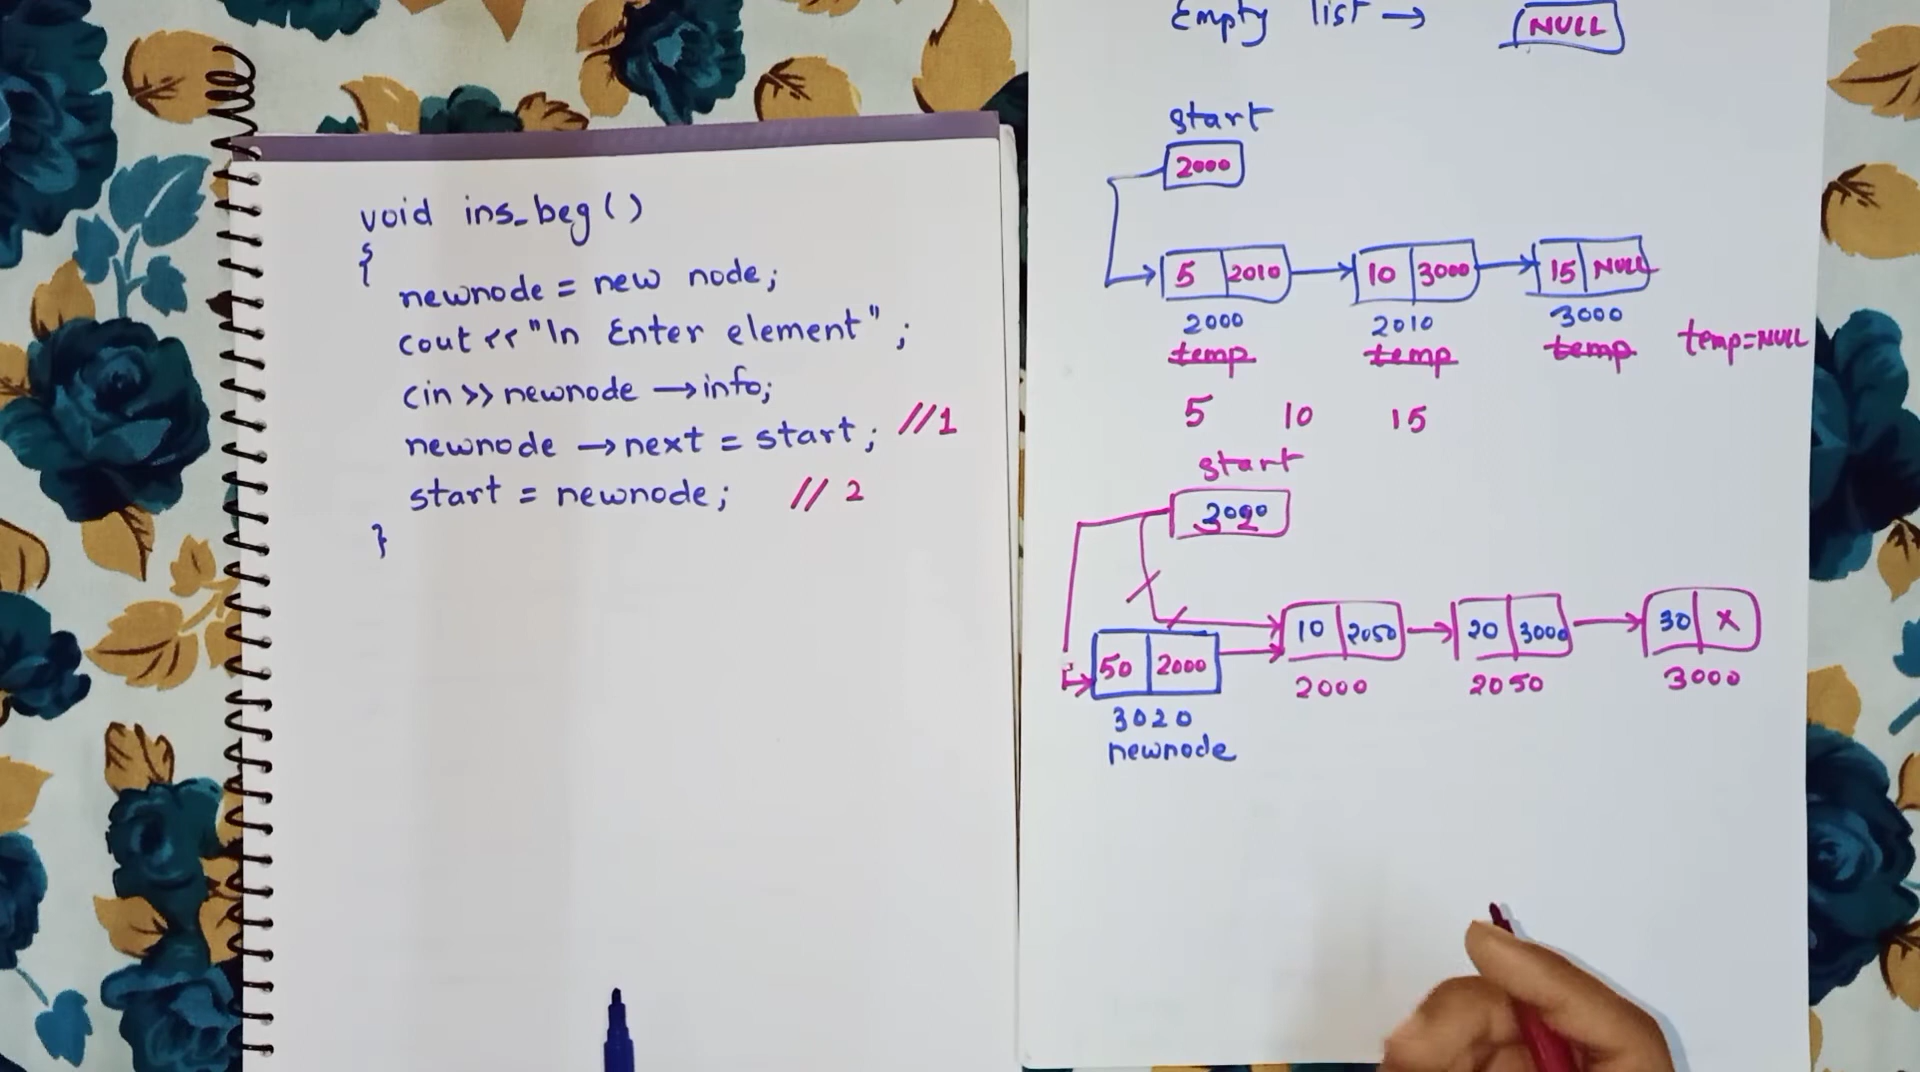 void ins_beg()
{
newnode = new node;
cout << "\n Enter element";
cin >> newnode → info;
newnode → next = start; //1
start = newnode; // 2
}
Empty list → NULL
start
2000
5 2010 → 10 3000 → 15 NULL
2000 2010 3000
temp temp temp temp=NULL
5 10 15
start
3020
50 2000 → 10 2050 → 20 3000 → 30 X
3020 2000 2050 3000
newnode